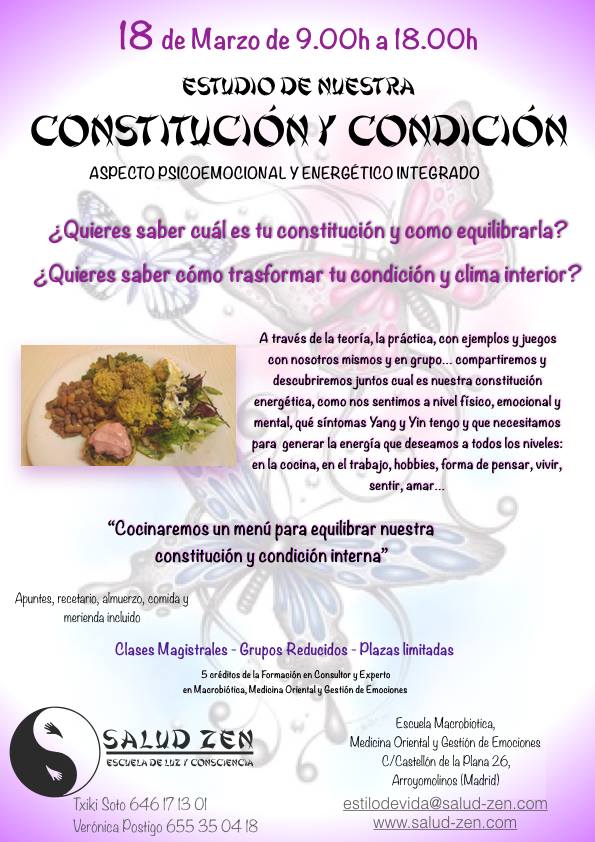 18 de Marzo de 9.00h a 18.00h
ESTUDIO DE NUESTRA
CONSTITUCIÓN Y CONDICIÓN
ASPECTO PSICOEMOCIONAL Y ENERGÉTICO INTEGRADO
¿Quieres saber cuál es tu constitución y como equilibrarla?
¿Quieres saber cómo trasformar tu condición y clima interior?
A través de la teoría, la práctica, con ejemplos y juegos
con nosotros mismos y en grupo... compartiremos y
descubriremos juntos cual es nuestra constitución
energética, como nos sentimos a nivel físico, emocional y
mental, qué síntomas Yang y Yin tengo y que necesitamos
para generar la energía que deseamos a todos los niveles:
en la cocina, en el trabajo, hobbies, forma de pensar, vivir,
sentir, amar...
“Cocinaremos un menú para equilibrar nuestra
constitución y condición interna”
Apuntes, recetario, almuerzo, comida y
merienda incluido
Clases Magistrales - Grupos Reducidos - Plazas limitadas
5 créditos de la Formación en Consultor y Experto
en Macrobiótica, Medicina Oriental y Gestión de Emociones
SALUD ZEN
ESCUELA DE LUZ Y CONSCIENCIA
Txiki Soto 646 17 13 01
Verónica Postigo 655 35 04 18
Escuela Macrobiotica,
Medicina Oriental y Gestión de Emociones
C/Castellón de la Plana 26,
Arroyomolinos (Madrid)
estilodevida@salud-zen.com
www.salud-zen.com